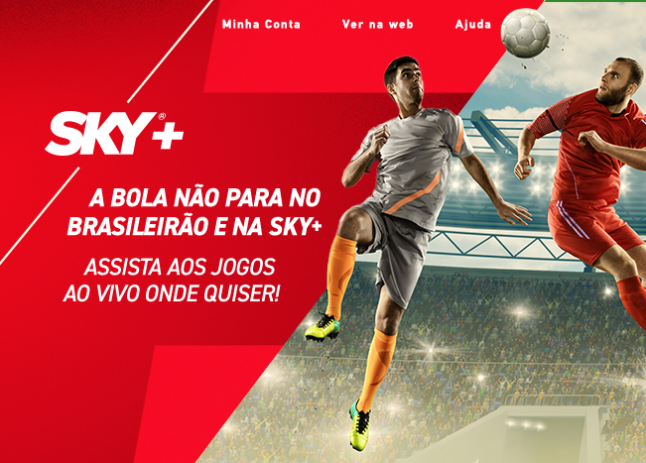 Minha Conta Ver na web Ajuda
SKY®+
A BOLA NÃO PARA NO
BRASILEIRÃO E NA SKY+
ASSISTA AOS JOGOS
AO VIVO ONDE QUISER!